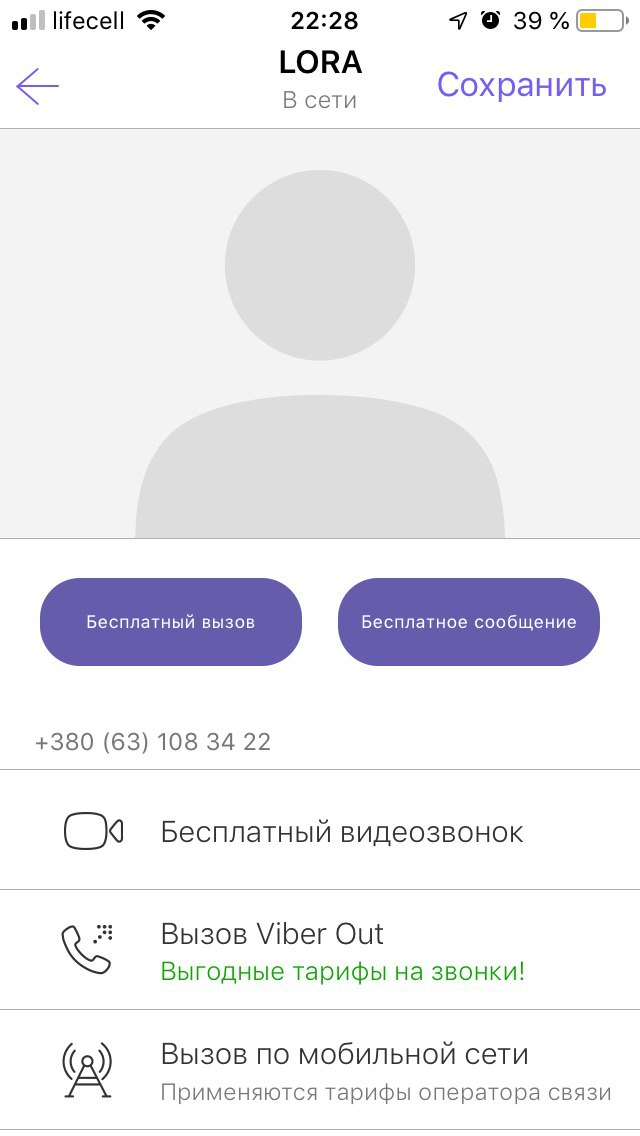 lifecell 22:28 39 %
LORA
В сети
Сохранить
Бесплатный вызов
Бесплатное сообщение
+380 (63) 108 34 22
Бесплатный видеозвонок
Вызов Viber Out
Выгодные тарифы на звонки!
Вызов по мобильной сети
Применяются тарифы оператора связи